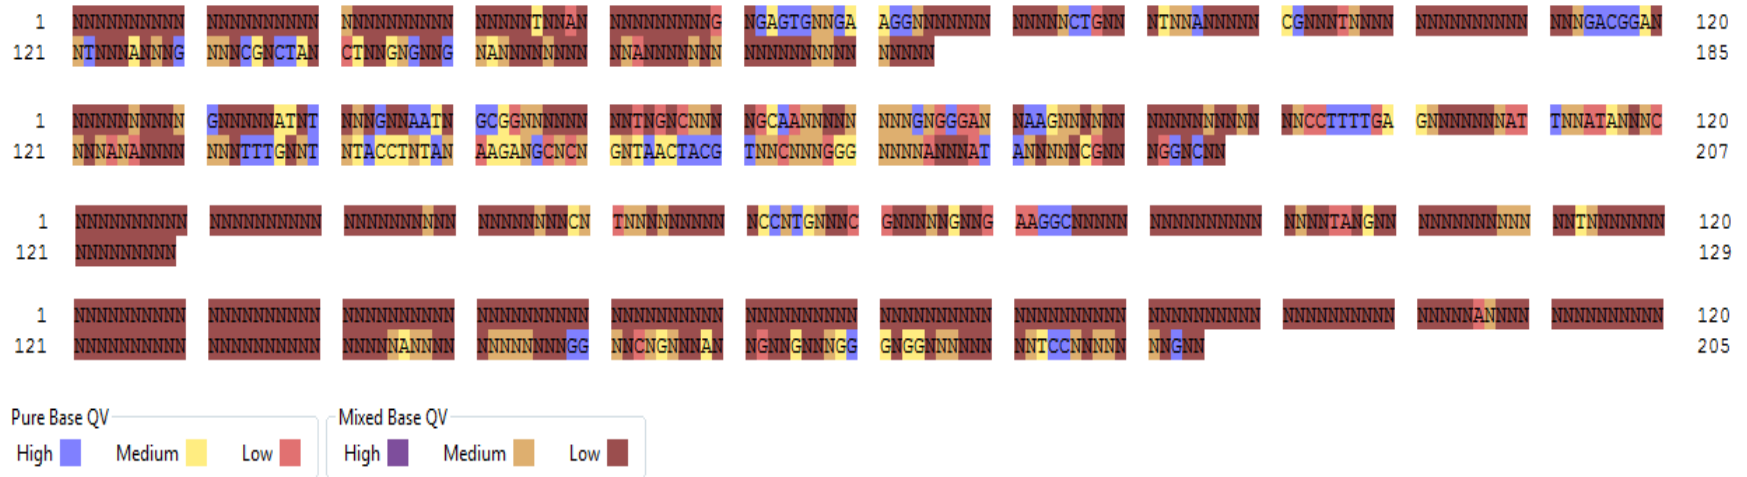 1 NNNNNNNNNN NNNNNNNNNN NNNNNNNNNN NNNNNTNNAN NNNNNNNNNG NGAGTGNNGA AGGNNNNNNN NNNNNCTGNN NTNNANNNNN CGNNNTNNNN NNNNNNNNNN NNNGACGGAN 120
121 NTNNNANNNG NNNCGNCTAN CTNNGNGNNG NANNNNNNNN NNANNNNNNN NNNNNNNNNN NNNNN 185
1 NNNNNNNNNN GNNNNNATNT NNNGNNAATN GCGGNNNNNN NNTNGNCNNN NGCAANNNNN NNNGNGGGAN NAAGNNNNNN NNNNNNNNNN NNCCTTTTGA GNNNNNNNAT TNNATANNNC 120
121 NNNANANNNN NNNTTTGNNT NTACCTNTAN AAGANGCNCN GNTAACTACG TNNCNNNGGG NNNNANNNAT ANNNNNCGNN NGGNCNN 207
1 NNNNNNNNNN NNNNNNNNNN NNNNNNNNNN NNNNNNNNCN TNNNNNNNNN NCCNTGNNNC GNNNNNGNNG AAGGCNNNNN NNNNNNNNNN NNNNTANGNN NNNNNNNNNN NNTNNNNNNN 120
121 NNNNNNNNN 129
1 NNNNNNNNNN NNNNNNNNNN NNNNNNNNNN NNNNNNNNNN NNNNNNNNNN NNNNNNNNNN NNNNNNNNNN NNNNNNNNNN NNNNNNNNNN NNNNNNNNNN NNNNNANNNN NNNNNNNNNN 120
121 NNNNNNNNNN NNNNNNNNNN NNNNNANNNN NNNNNNNNGG NNCNGNNNAN NGNNGNNNGG GNGGNNNNNN NNTCCNNNNN NNGNN 205
Pure Base QV Mixed Base QV
High Medium Low High Medium Low